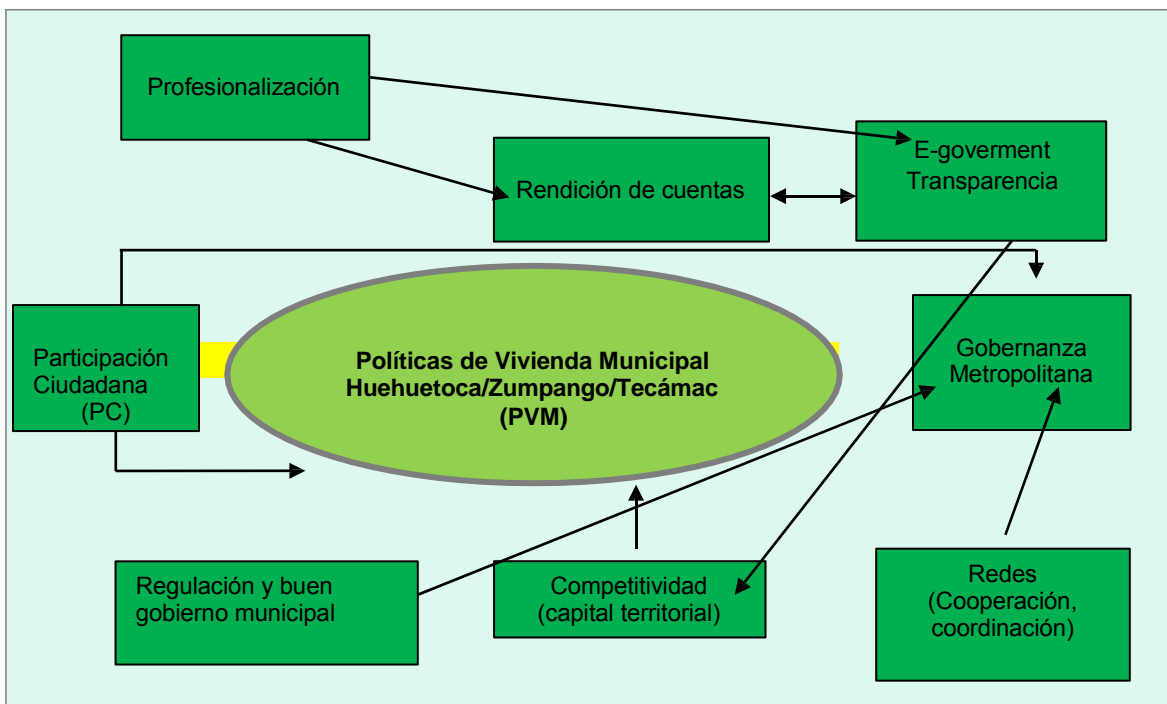 Profesionalización
E-goverment
Transparencia
Rendición de cuentas
Participación
Ciudadana
(PC)
Políticas de Vivienda Municipal
Huehuetoca/Zumpango/Tecámac
(PVM)
Gobernanza
Metropolitana
Regulación y buen
gobierno municipal
Competitividad
(capital territorial)
Redes
(Cooperación,
coordinación)